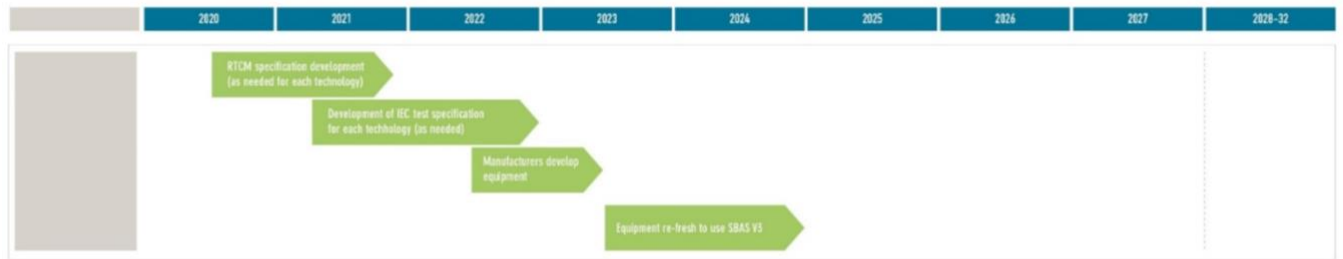 2020 2021 2022 2023 2024 2025 2026 2027 2028-32
RTCM specification development
(as needed for each technology)
Development of IEC test specification
for each techhology (as needed)
Manufacturers develop
equipment
Equipment re-fresh to use SBAS V3